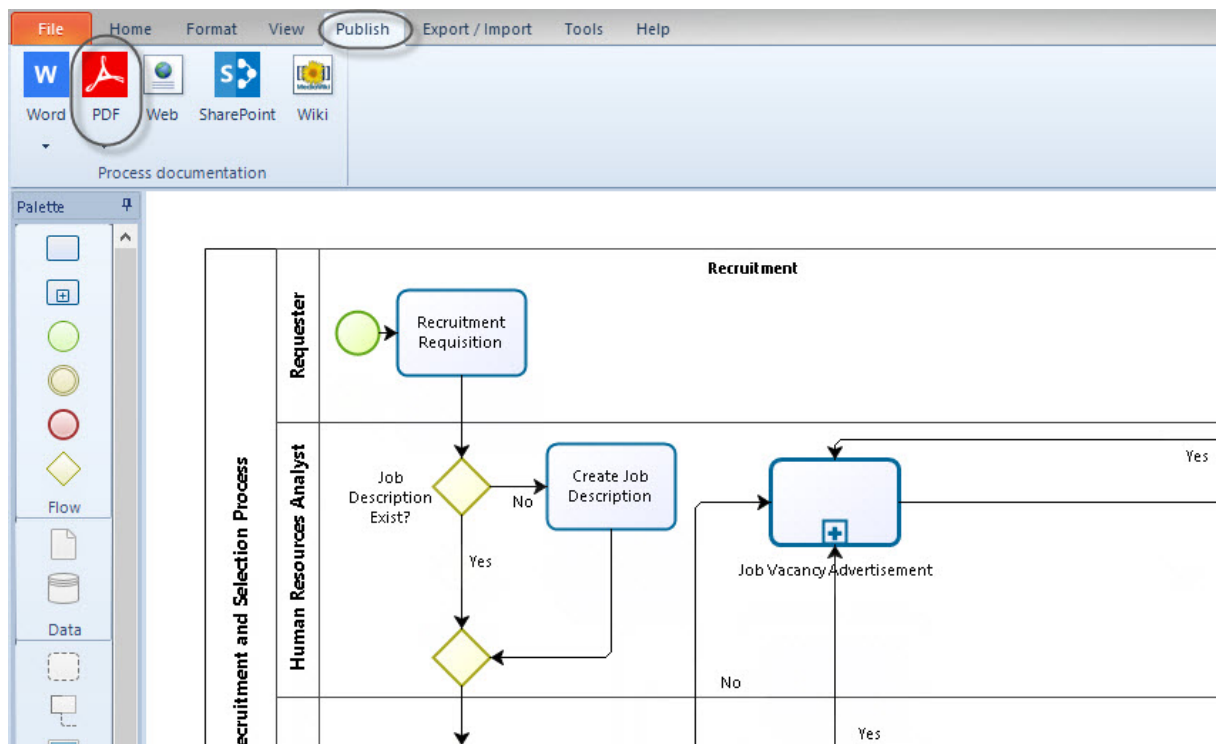 File Home Format View Publish Export / Import Tools Help
W
S
MediaWiki
Word PDF Web SharePoint Wiki
Process documentation
Palette
Flow
Data
Recruitment
Requester
Recruitment
Requisition
Human Resources Analyst
Job
Description
Exist?
No
Create Job
Description
Yes
Job Vacancy Advertisement
Yes
No
Yes
ecruitment and Selection Process